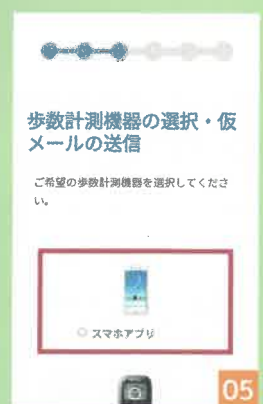 歩数計測機器の選択・仮
メールの送信
ご希望の歩数計測機器を選択してくださ
い。
スマホアプリ
05